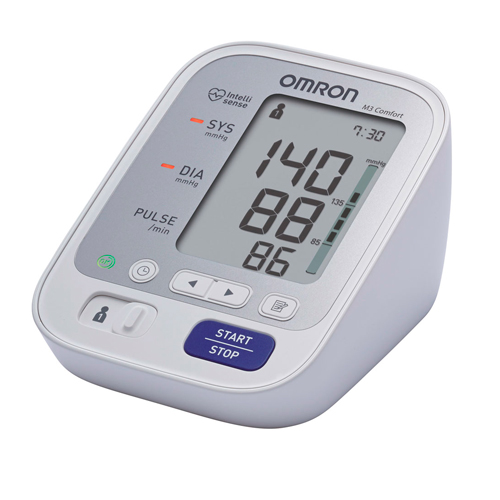 OMRON
M3 Comfort
Intelli
sense
7:30
SYS
mmHg
140
mmHg
135
DIA
mmHg
88
85
PULSE
/min
86
1
START
STOP